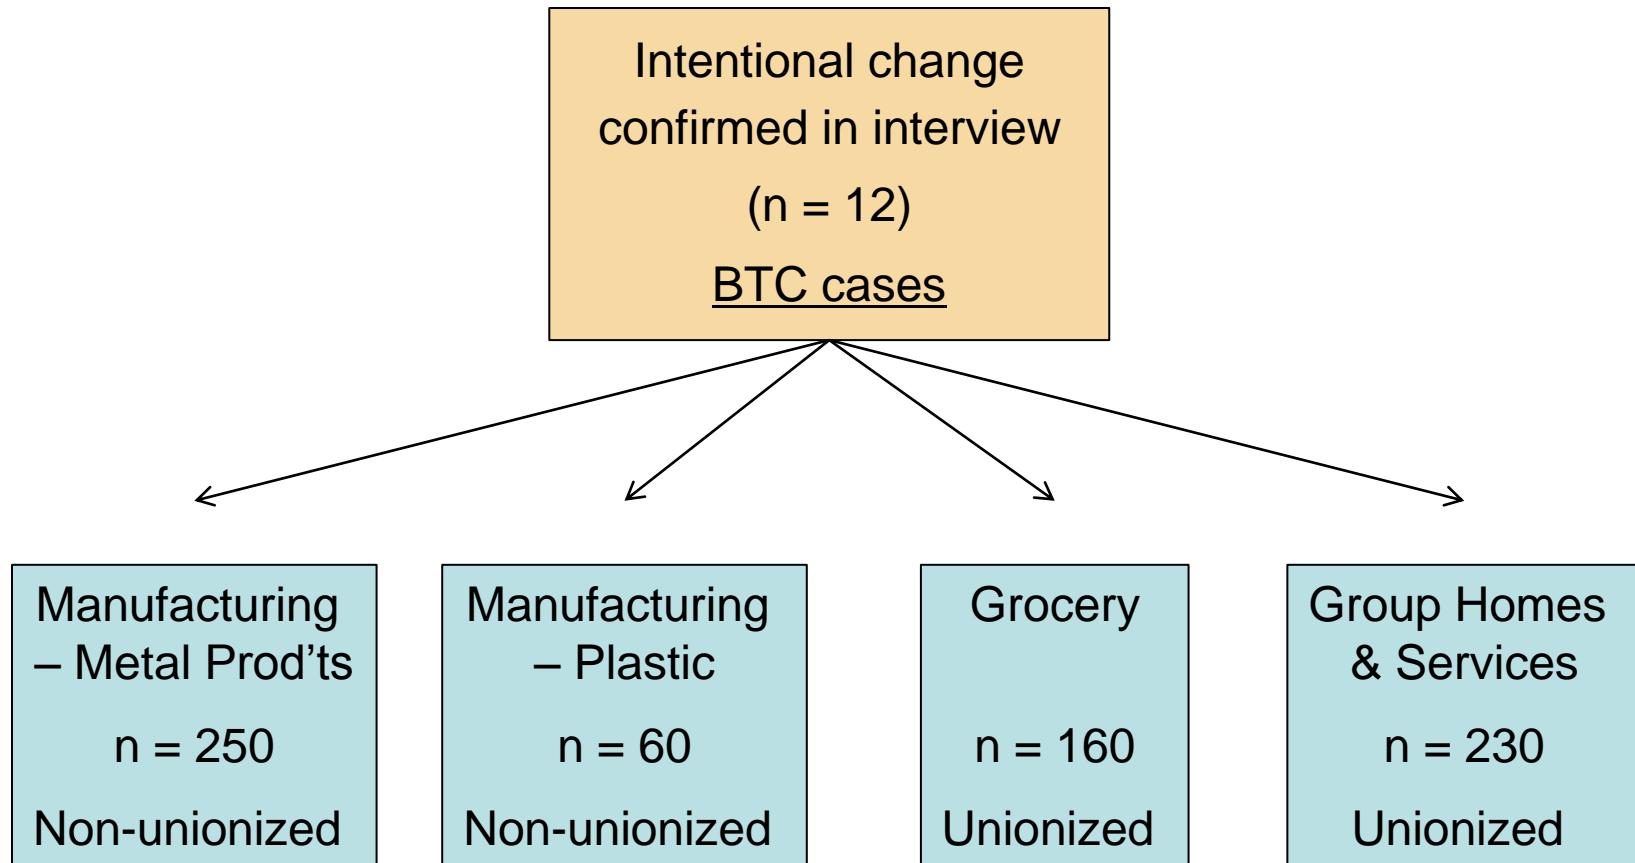 Intentional change
confirmed in interview
(n = 12)
BTC cases
Manufacturing
– Metal Prod’ts
n = 250
Non-unionized
Manufacturing
– Plastic
n = 60
Non-unionized
Grocery
n = 160
Unionized
Group Homes
& Services
n = 230
Unionized